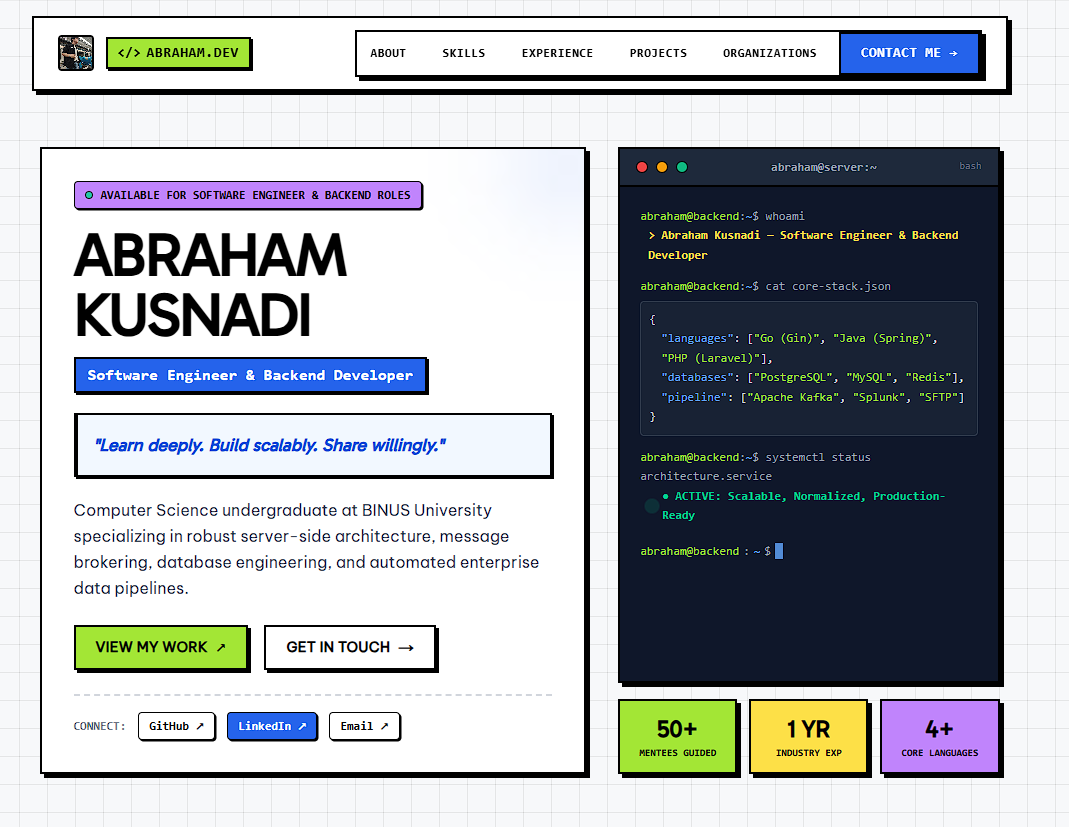 </> ABRAHAM.DEV
ABOUT SKILLS EXPERIENCE PROJECTS ORGANIZATIONS CONTACT ME →
AVAILABLE FOR SOFTWARE ENGINEER & BACKEND ROLES
ABRAHAM
KUSNADI
Software Engineer & Backend Developer
"Learn deeply. Build scalably. Share willingly."
Computer Science undergraduate at BINUS University
specializing in robust server-side architecture, message
brokering, database engineering, and automated enterprise
data pipelines.
VIEW MY WORK ↗
GET IN TOUCH →
CONNECT: GitHub ↗ LinkedIn ↗ Email ↗
abraham@server:~ bash
abraham@backend:~$ whoami
> Abraham Kusnadi — Software Engineer & Backend
Developer
abraham@backend:~$ cat core-stack.json
{
"languages": ["Go (Gin)", "Java (Spring)",
"PHP (Laravel)"],
"databases": ["PostgreSQL", "MySQL", "Redis"],
"pipeline": ["Apache Kafka", "Splunk", "SFTP"]
}
abraham@backend:~$ systemctl status
architecture.service
● ACTIVE: Scalable, Normalized, Production-
Ready
abraham@backend : ~ $
50+
MENTEES GUIDED
1 YR
INDUSTRY EXP
4+
CORE LANGUAGES